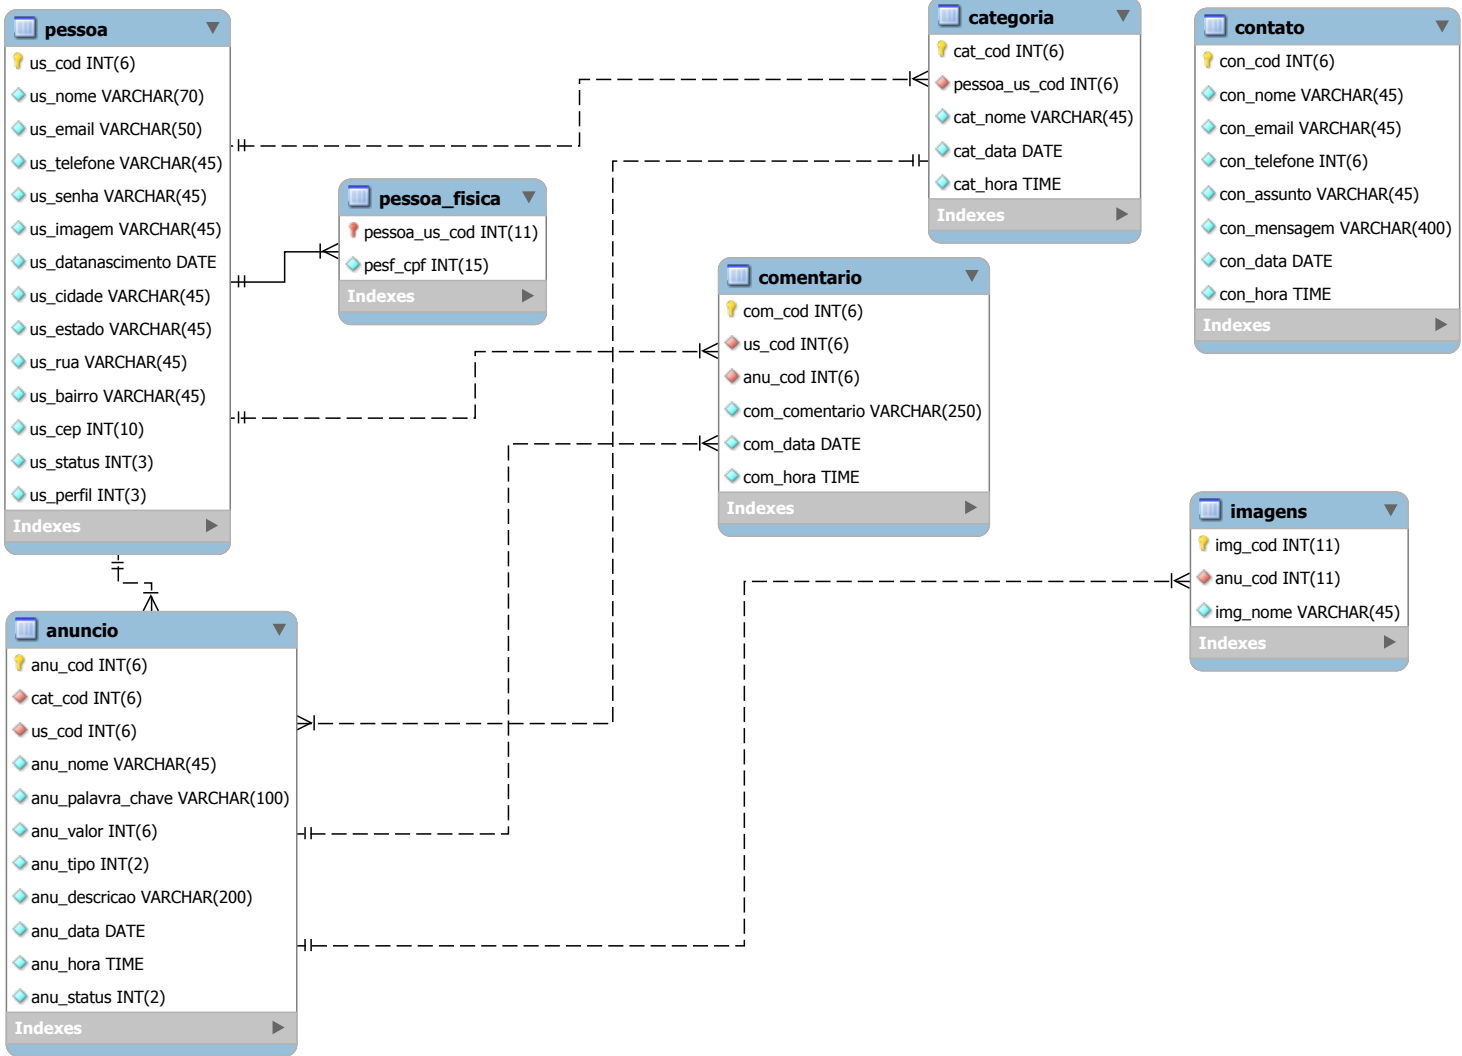 pessoa
us_cod INT(6)
us_nome VARCHAR(70)
us_email VARCHAR(50)
us_telefone VARCHAR(45)
us_senha VARCHAR(45)
us_imagem VARCHAR(45)
us_datanascimento DATE
us_cidade VARCHAR(45)
us_estado VARCHAR(45)
us_rua VARCHAR(45)
us_bairro VARCHAR(45)
us_cep INT(10)
us_status INT(3)
us_perfil INT(3)
Indexes
pessoa_fisica
pessoa_us_cod INT(11)
pesf_cpf INT(15)
Indexes
categoria
cat_cod INT(6)
pessoa_us_cod INT(6)
cat_nome VARCHAR(45)
cat_data DATE
cat_hora TIME
Indexes
contato
con_cod INT(6)
con_nome VARCHAR(45)
con_email VARCHAR(45)
con_telefone INT(6)
con_assunto VARCHAR(45)
con_mensagem VARCHAR(400)
con_data DATE
con_hora TIME
Indexes
comentario
com_cod INT(6)
us_cod INT(6)
anu_cod INT(6)
com_comentario VARCHAR(250)
com_data DATE
com_hora TIME
Indexes
imagens
img_cod INT(11)
anu_cod INT(11)
img_nome VARCHAR(45)
Indexes
anuncio
anu_cod INT(6)
cat_cod INT(6)
us_cod INT(6)
anu_nome VARCHAR(45)
anu_palavra_chave VARCHAR(100)
anu_valor INT(6)
anu_tipo INT(2)
anu_descricao VARCHAR(200)
anu_data DATE
anu_hora TIME
anu_status INT(2)
Indexes